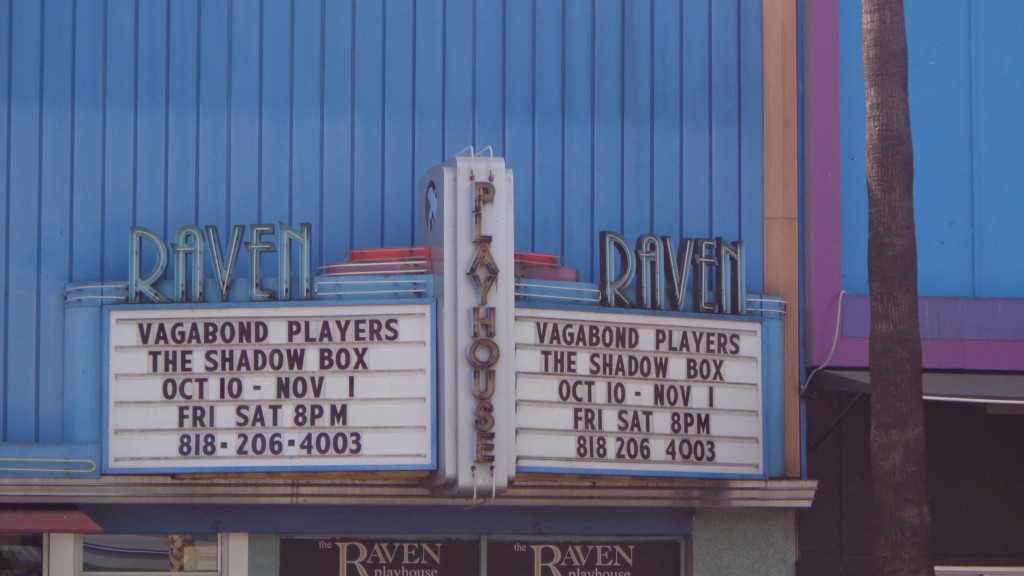 RAVEN
PLAYHOUSE
RAVEN
VAGABOND PLAYERS
THE SHADOW BOX
OCT 10 - NOV 1
FRI SAT 8PM
818-206-4003
VAGABOND PLAYERS
THE SHADOW BOX
OCT 10 - NOV 1
FRI SAT 8PM
818 206 4003
the RAVEN
playhouse
the RAVEN
playhouse